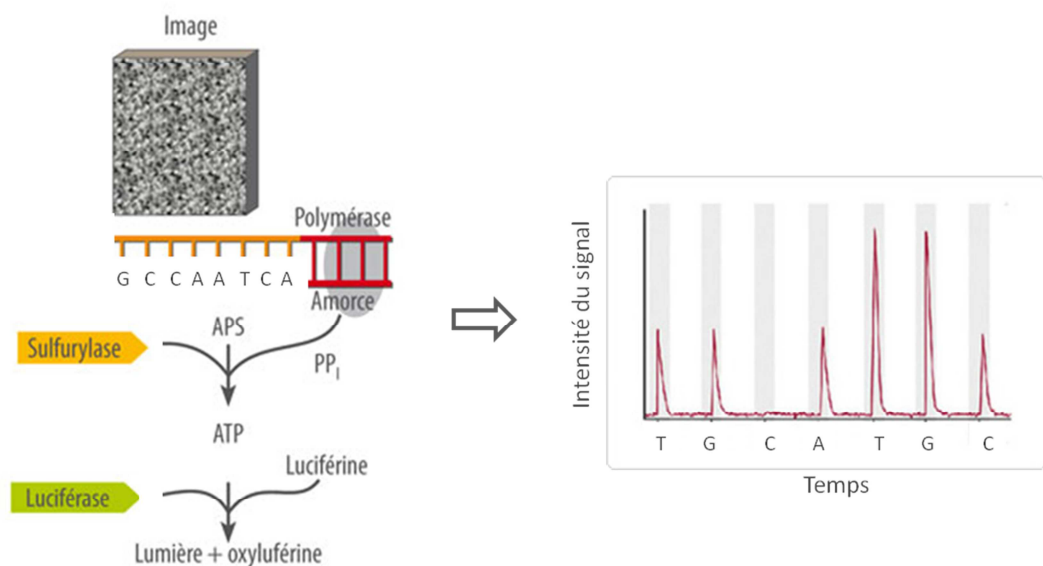 Image
Polymérase
G C C A A T C A
Amorce
Sulfurylase
APS
PPI
ATP
Luciférine
Luciférase
Lumière + oxyluférine
Intensité du signal
T G C A T G C
Temps